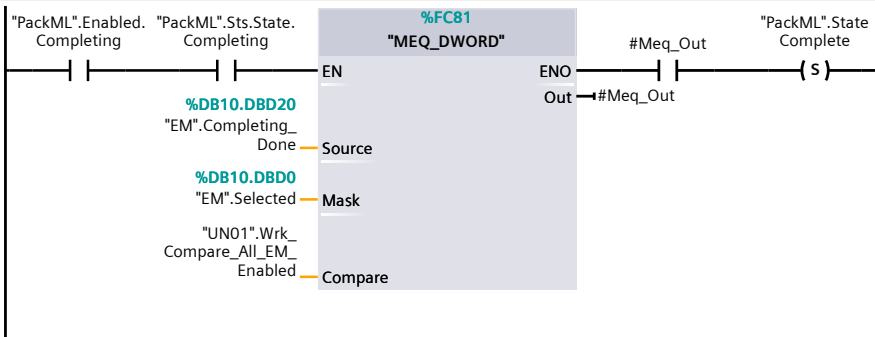 "PackML".Enabled.
Completing
"PackML".Sts.State.
Completing
%FC81
"MEQ_DWORD"
#Meq_Out
"PackML".State
Complete
S
EN
ENO
Out
#Meq_Out
%DB10.DBD20
"EM".Completing_
Done
Source
%DB10.DBD0
"EM".Selected
Mask
"UN01".Wrk_
Compare_All_EM_
Enabled
Compare